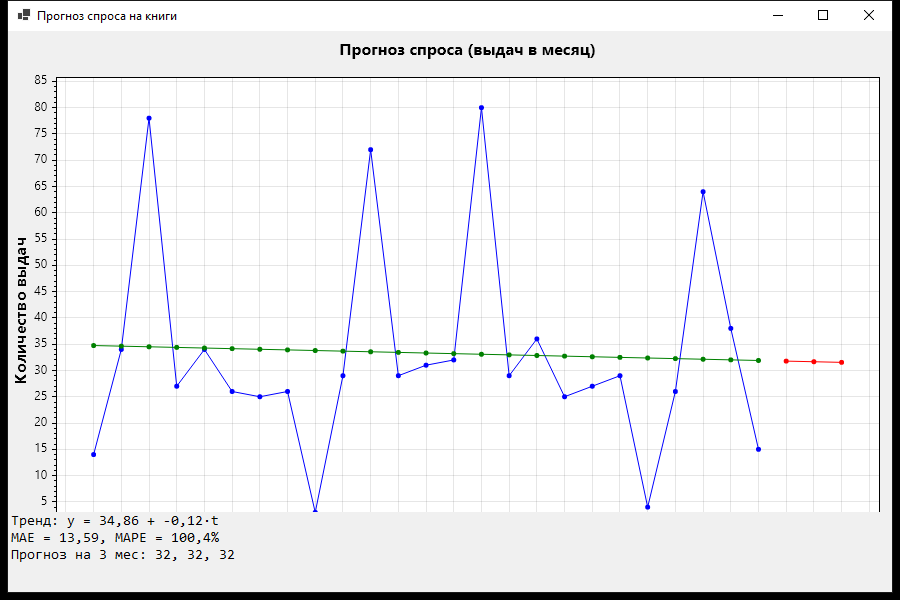 Прогноз спроса на книги
Прогноз спроса (выдач в месяц)
Количество выдач
85
80
75
70
65
60
55
50
45
40
35
30
25
20
15
10
5
Тренд: y = 34,86 + -0,12·t
MAE = 13,59, MAPE = 100,4%
Прогноз на 3 мес: 32, 32, 32